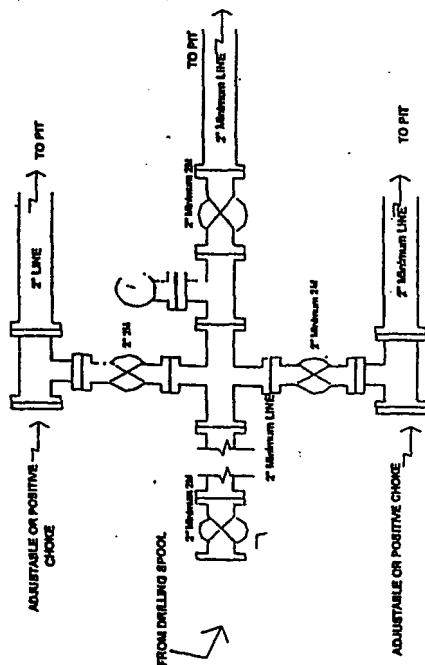 TO PIT
2" Minimum LINE
TO PIT
2" LINE
2" Minimum 2M
2" 2M
ADJUSTABLE OR POSITIVE
CHOKE
2" Minimum LINE
2" Minimum 2M
FROM DRILLING SPOOL
2" Minimum 2M
TO PIT
2" Minimum LINE
ADJUSTABLE OR POSITIVE CHOKE